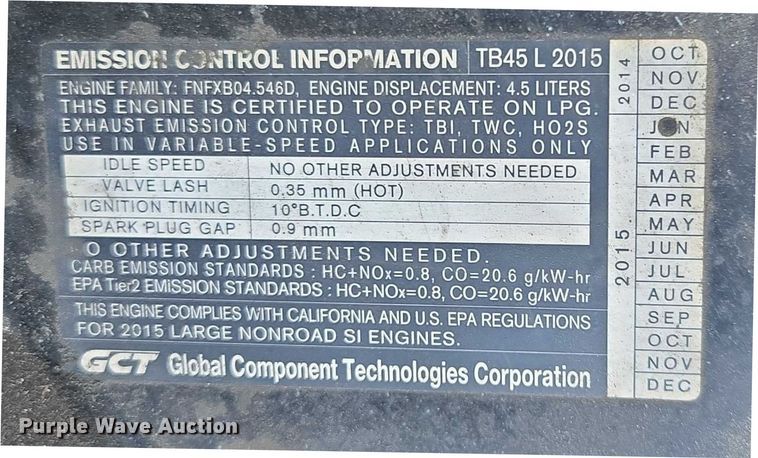 EMISSION CONTROL INFORMATION TB45 L 2015
ENGINE FAMILY: FNFXB04.546D, ENGINE DISPLACEMENT: 4.5 LITERS
THIS ENGINE IS CERTIFIED TO OPERATE ON LPG.
EXHAUST EMISSION CONTROL TYPE: TBI, TWC, HO2S
USE IN VARIABLE-SPEED APPLICATIONS ONLY
IDLE SPEED NO OTHER ADJUSTMENTS NEEDED
VALVE LASH 0.35 mm (HOT)
IGNITION TIMING 10°B.T.D.C
SPARK PLUG GAP 0.9 mm
O OTHER ADJUSTMENTS NEEDED.
CARB EMISSION STANDARDS : HC+NOx=0.8, CO=20.6 g/kW-hr
EPA Tier2 EMISSION STANDARDS : HC+NOx=0.8, CO=20.6 g/kW-hr
THIS ENGINE COMPLIES WITH CALIFORNIA AND U.S. EPA REGULATIONS
FOR 2015 LARGE NONROAD SI ENGINES.
GCT Global Component Technologies Corporation
2014
OCT
NOV
DEC
2015
JAN
FEB
MAR
APR
MAY
JUN
JUL
AUG
SEP
OCT
NOV
DEC
Purple Wave Auction